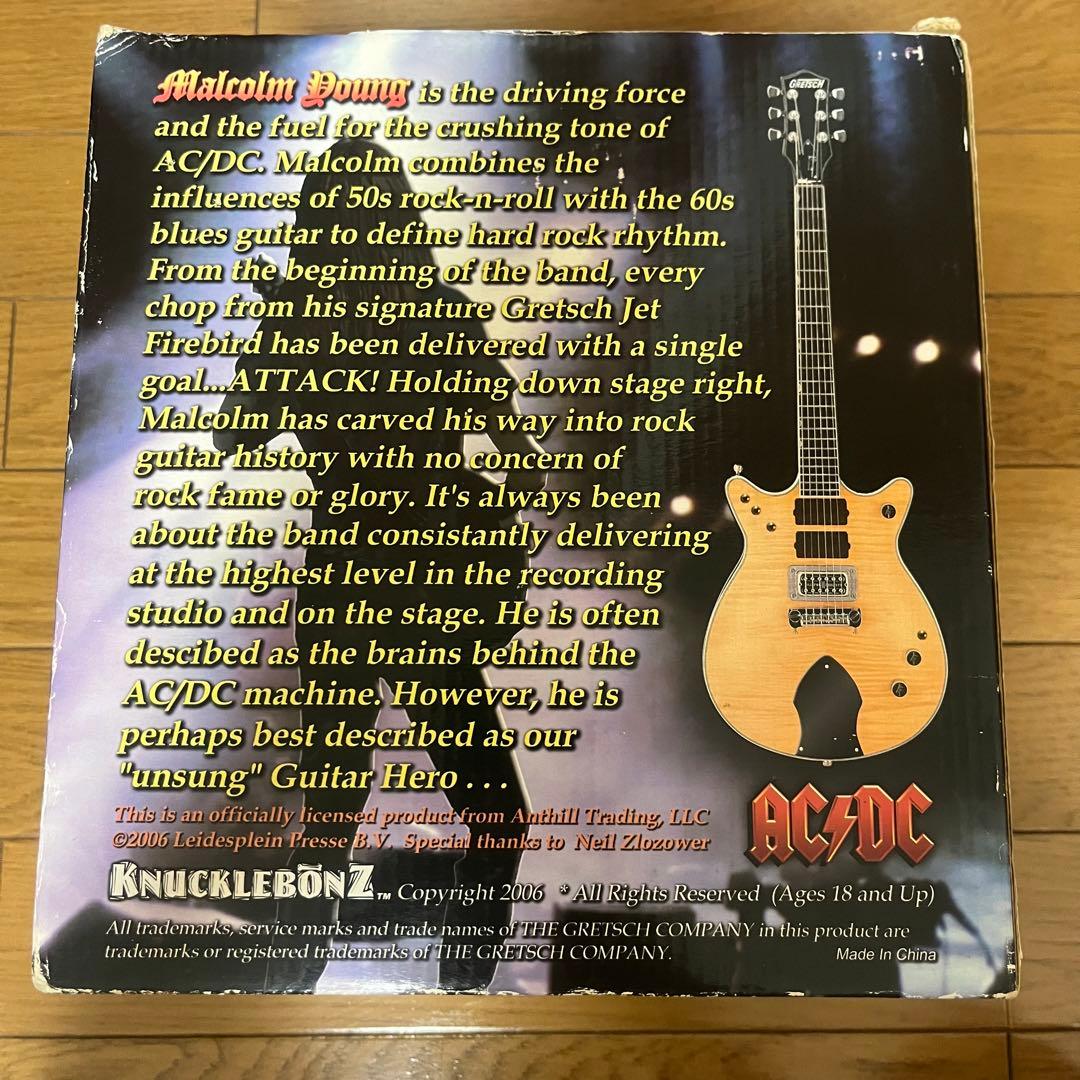 GRETSCH
Malcolm Young is the driving force
and the fuel for the crushing tone of
AC/DC. Malcolm combines the
influences of 50s rock-n-roll with the 60s
blues guitar to define hard rock rhythm.
From the beginning of the band, every
chop from his signature Gretsch Jet
Firebird has been delivered with a single
goal...ATTACK! Holding down stage right,
Malcolm has carved his way into rock
guitar history with no concern of
rock fame or glory. It's always been
about the band consistantly delivering
at the highest level in the recording
studio and on the stage. He is often
descibed as the brains behind the
AC/DC machine. However, he is
perhaps best described as our
"unsung" Guitar Hero . . .
This is an officially licensed product from Anthill Trading, LLC
©2006 Leidesplein Presse B.V. Special thanks to Neil Zlozower
AC/DC
KNUCKLEBONZ™ Copyright 2006 * All Rights Reserved (Ages 18 and Up)
All trademarks, service marks and trade names of THE GRETSCH COMPANY in this product are
trademarks or registered trademarks of THE GRETSCH COMPANY.
Made In China